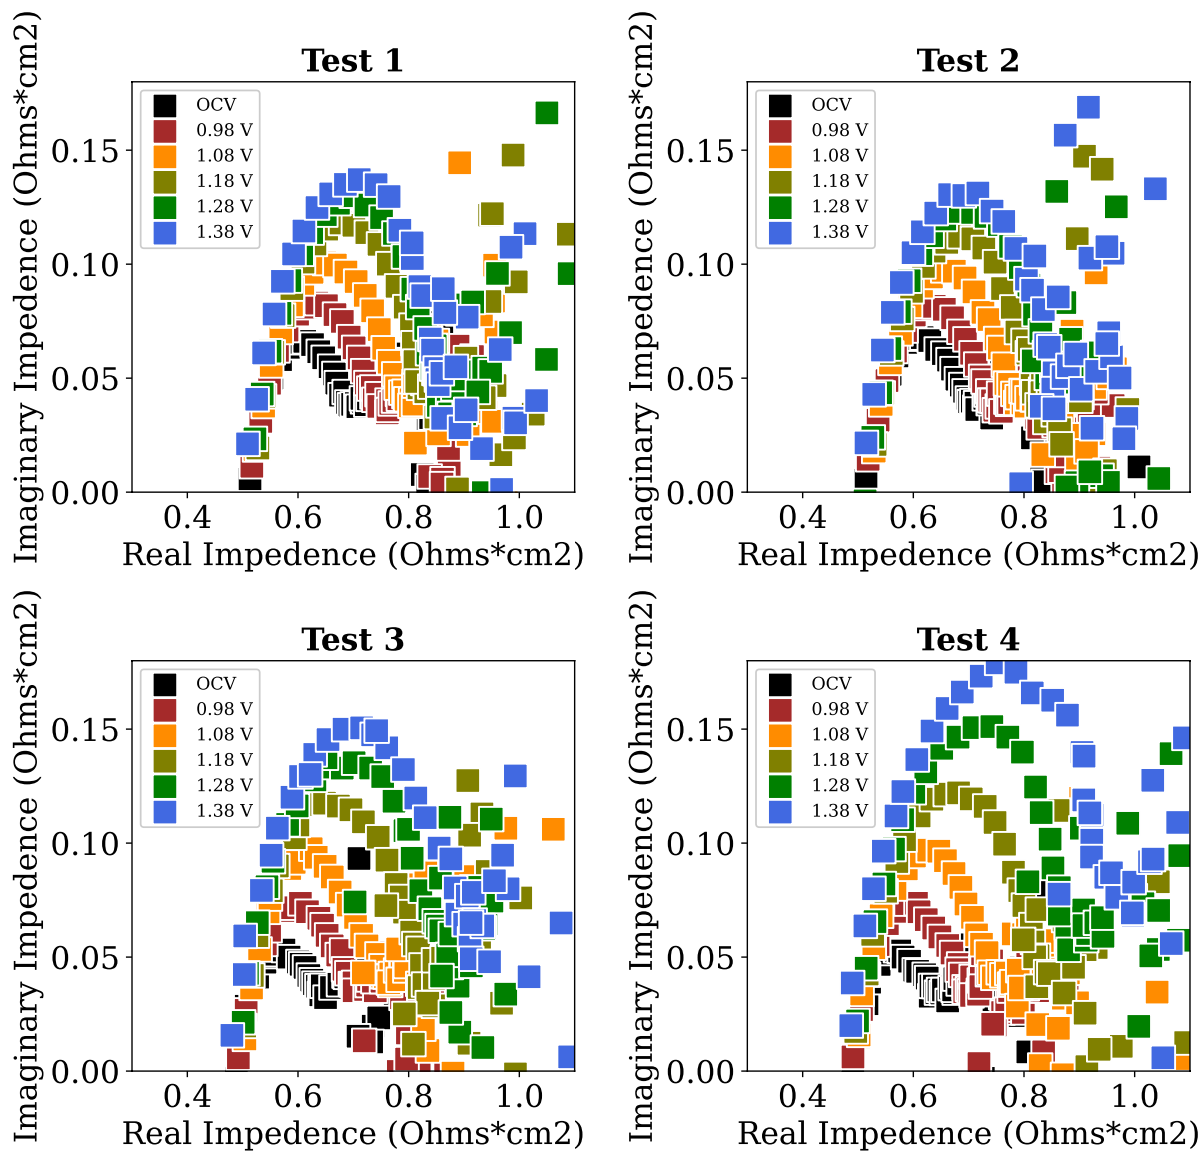 Test 1
Imaginary Impedence (Ohms*cm2)
0.15
0.10
0.05
0.00
OCV
0.98 V
1.08 V
1.18 V
1.28 V
1.38 V
0.4 0.6 0.8 1.0
Real Impedence (Ohms*cm2)
Test 2
Imaginary Impedence (Ohms*cm2)
0.15
0.10
0.05
0.00
OCV
0.98 V
1.08 V
1.18 V
1.28 V
1.38 V
0.4 0.6 0.8 1.0
Real Impedence (Ohms*cm2)
Test 3
Imaginary Impedence (Ohms*cm2)
0.15
0.10
0.05
0.00
OCV
0.98 V
1.08 V
1.18 V
1.28 V
1.38 V
0.4 0.6 0.8 1.0
Real Impedence (Ohms*cm2)
Test 4
Imaginary Impedence (Ohms*cm2)
0.15
0.10
0.05
0.00
OCV
0.98 V
1.08 V
1.18 V
1.28 V
1.38 V
0.4 0.6 0.8 1.0
Real Impedence (Ohms*cm2)